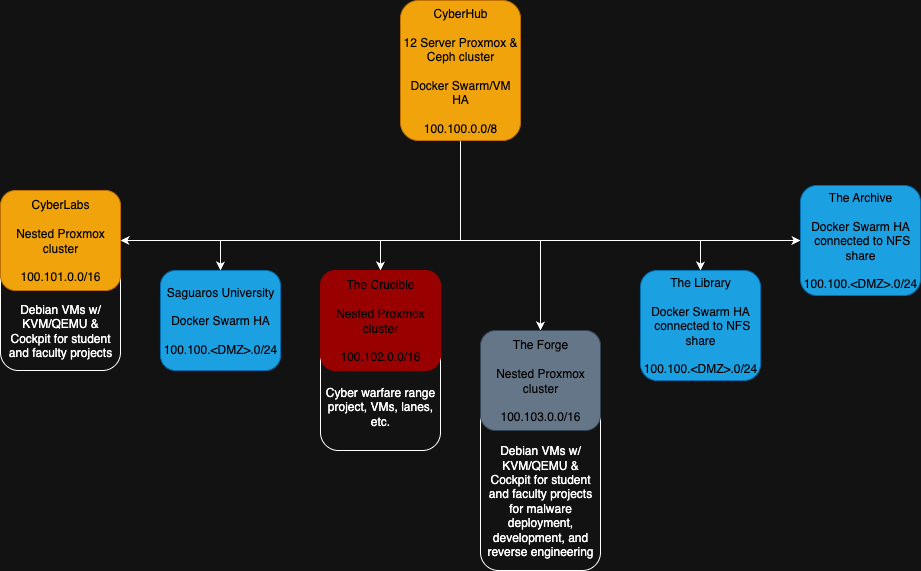 CyberHub
12 Server Proxmox &
Ceph cluster
Docker Swarm/VM
HA
100.100.0.0/8
CyberLabs
Nested Proxmox
cluster
100.101.0.0/16
Debian VMs w/
KVM/QEMU &
Cockpit for student
and faculty projects
Saguaros University
Docker Swarm HA
100.100.<DMZ>.0/24
The Crucible
Nested Proxmox
cluster
100.102.0.0/16
Cyber warfare range
project, VMs, lanes,
etc.
The Forge
Nested Proxmox
cluster
100.103.0.0/16
Debian VMs w/
KVM/QEMU &
Cockpit for student
and faculty projects
for malware
deployment,
development, and
reverse engineering
The Library
Docker Swarm HA
connected to NFS
share
100.100.<DMZ>.0/24
The Archive
Docker Swarm HA
connected to NFS
share
100.100.<DMZ>.0/24